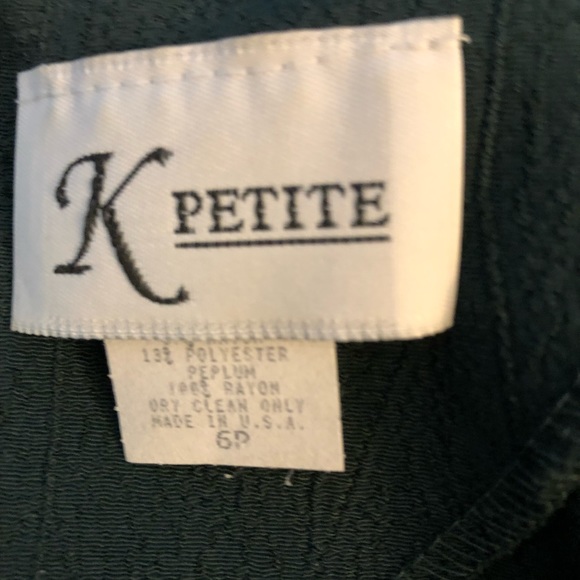 K PETITE
13% POLYESTER
PEPLUM
100% RAYON
DRY CLEAN ONLY
MADE IN U.S.A.
6P